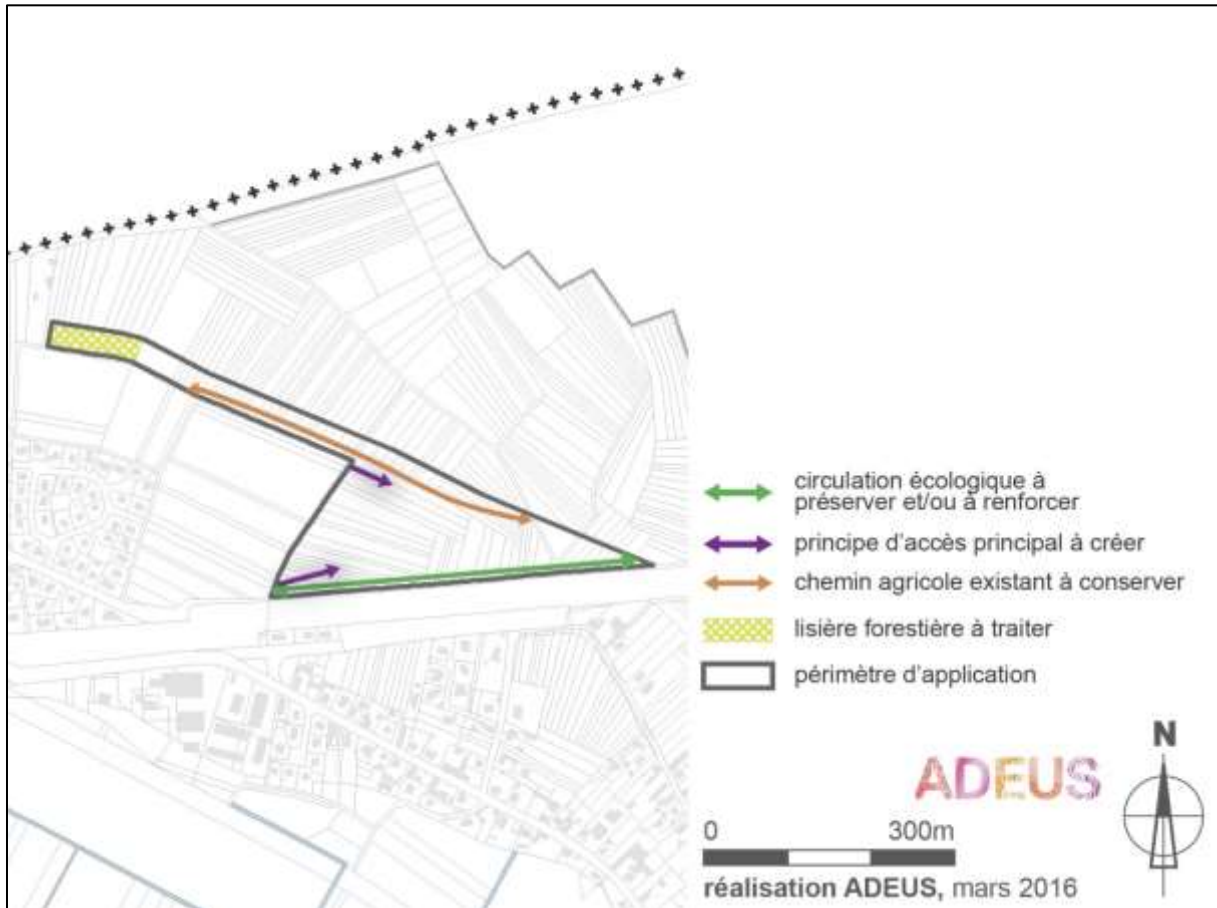 circulation écologique à
préserver et/ou à renforcer
principe d'accès principal à créer
chemin agricole existant à conserver
lisière forestière à traiter
périmètre d'application
ADEUS
N
0 300m
réalisation ADEUS, mars 2016